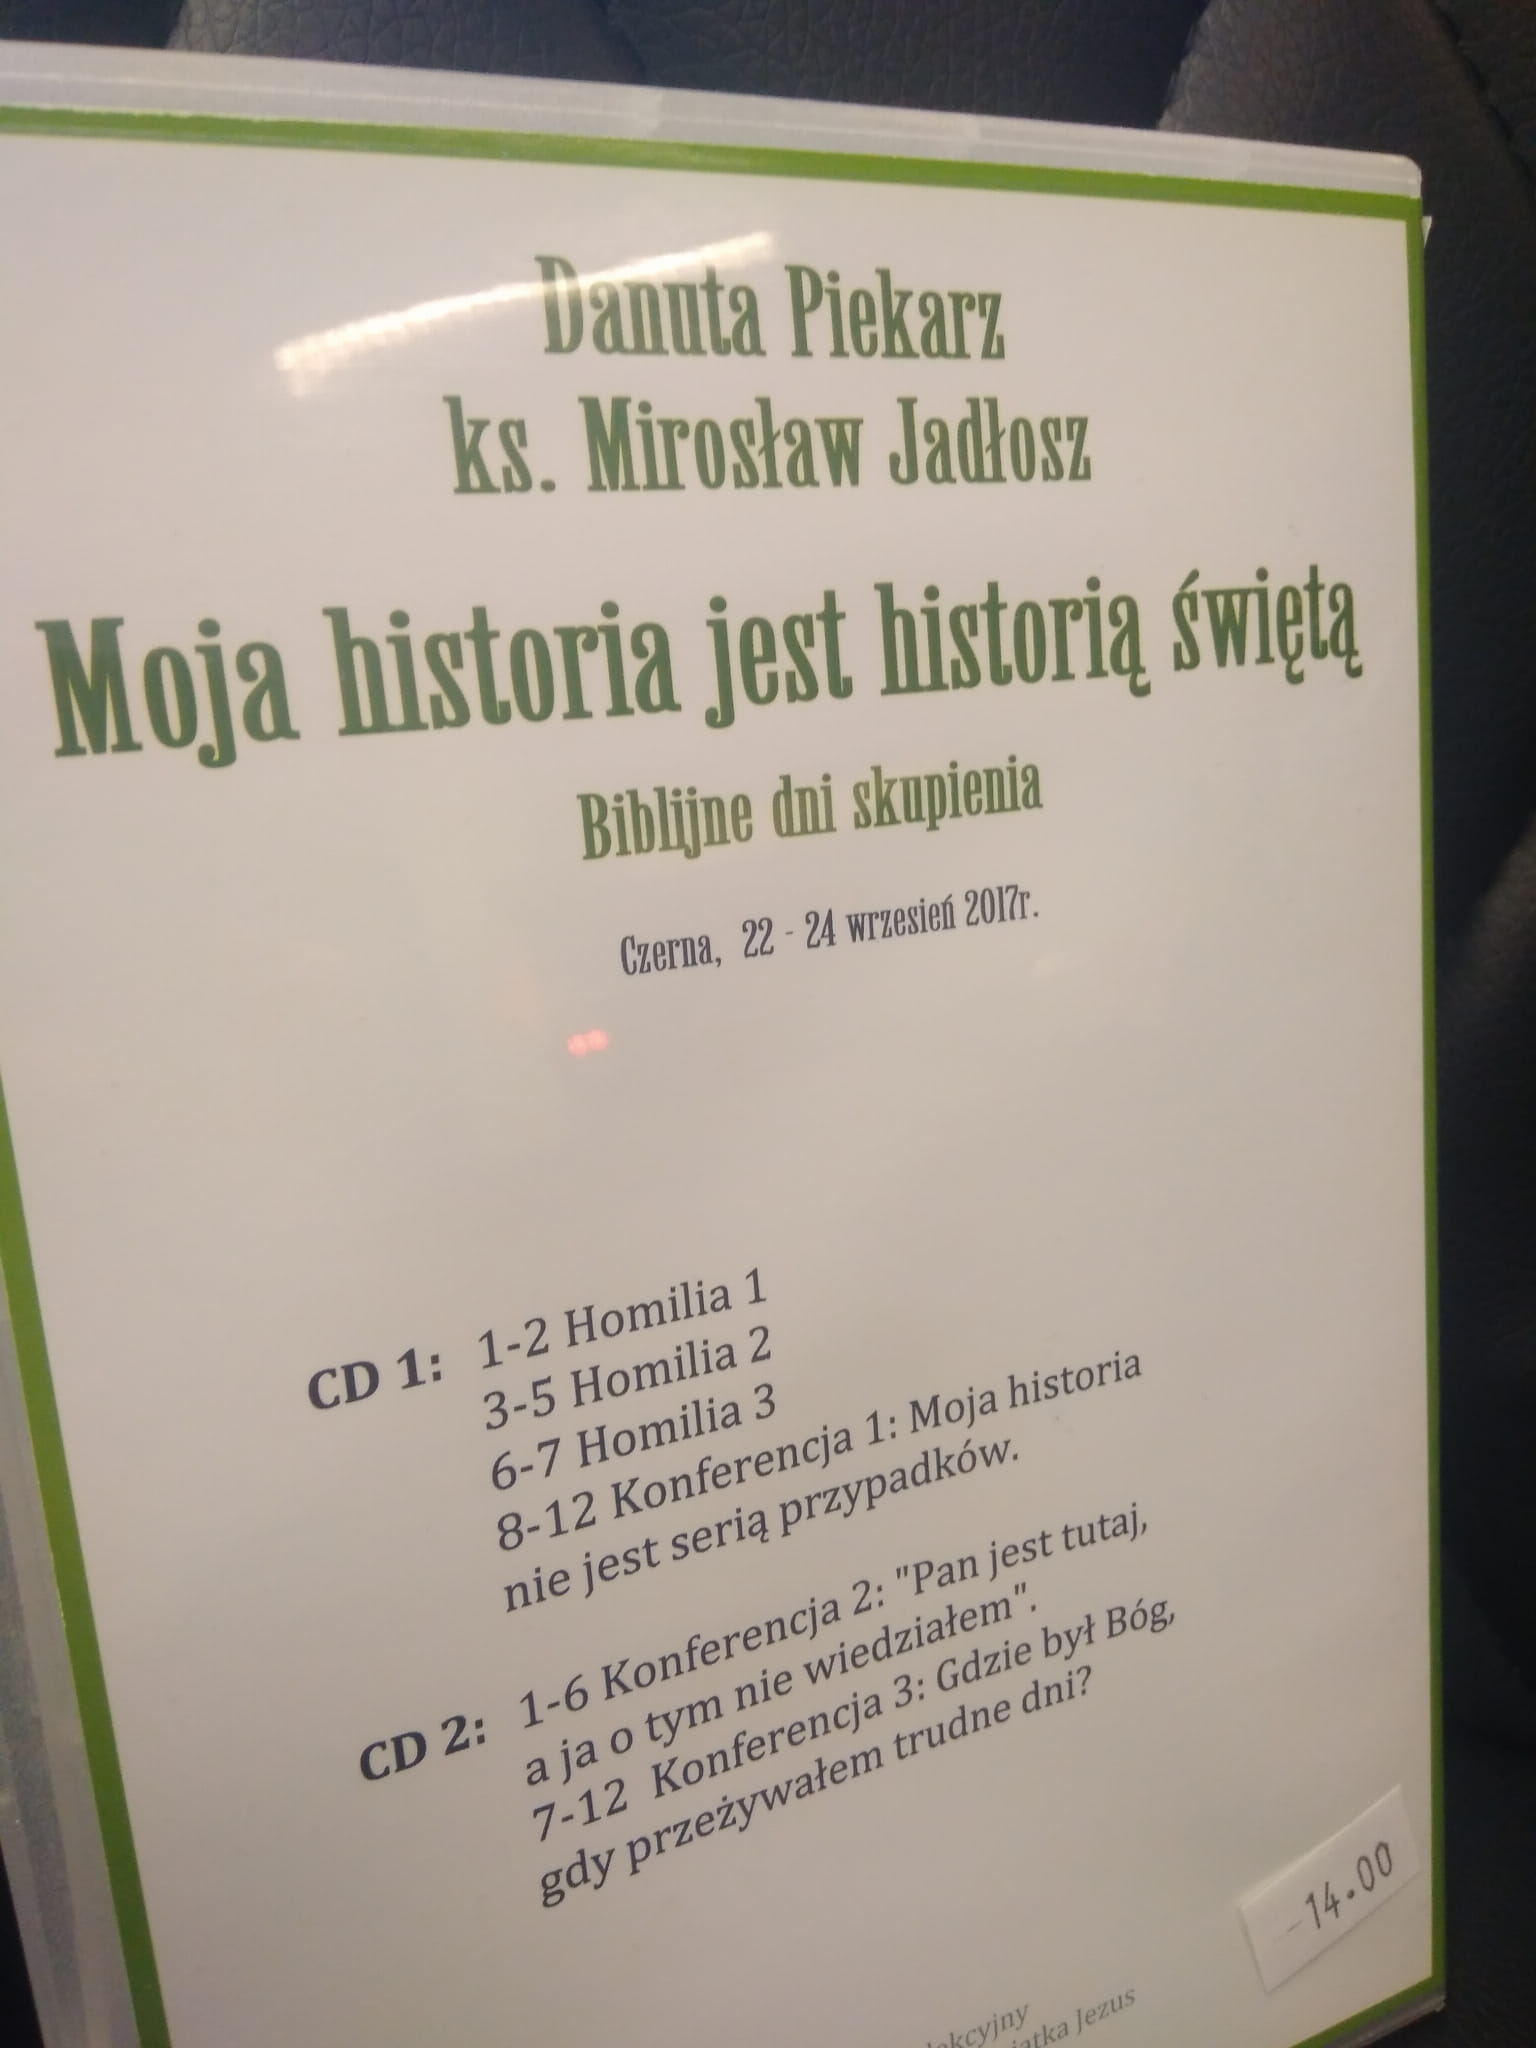 Danuta Piekarz
ks. Mirosław Jadłosz
Moja historia jest historią świętą
Biblijne dni skupienia
Czerna, 22 - 24 wrzesień 2017r.
CD 1: 1-2 Homilia 1
3-5 Homilia 2
6-7 Homilia 3
8-12 Konferencja 1: Moja historia
nie jest serią przypadków.
CD 2: 1-6 Konferencja 2: "Pan jest tutaj,
a ja o tym nie wiedziałem".
7-12 Konferencja 3: Gdzie był Bóg,
gdy przeżywałem trudne dni?
-14.00
Jezus